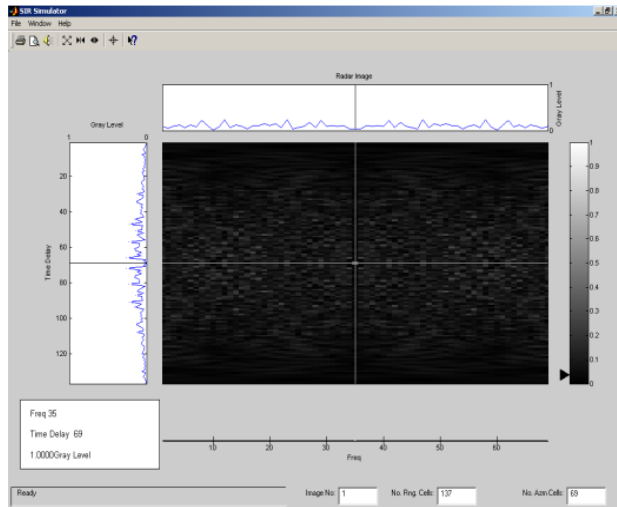 SIR Simulator
File Window Help
Radar Image
1
0
Gray Level
Gray Level
1 0
20
40
60
80
100
120
Time Delay
1
0.9
0.8
0.7
0.6
0.5
0.4
0.3
0.2
0.1
0
Freq 35
Time Delay 69
1.0000Gray Level
10 20 30 40 50 60
Freq
Ready
Image No: 1
No. Rng. Cells: 137
No. Azm Cells: 69